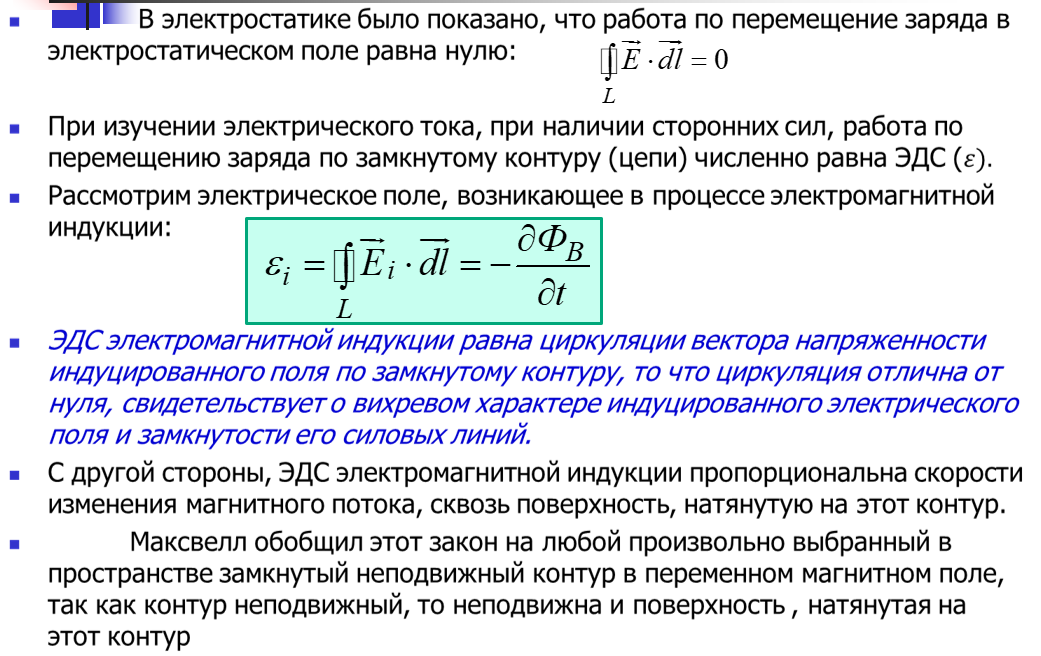 В электростатике было показано, что работа по перемещение заряда в
электростатическом поле равна нулю: ∮ E⃗ · dl⃗ = 0
L
При изучении электрического тока, при наличии сторонних сил, работа по
перемещению заряда по замкнутому контуру (цепи) численно равна ЭДС (ε).
Рассмотрим электрическое поле, возникающее в процессе электромагнитной
индукции:
εᵢ = ∮ E⃗ᵢ · dl⃗ = − ∂Ф_B / ∂t
L
ЭДС электромагнитной индукции равна циркуляции вектора напряженности
индуцированного поля по замкнутому контуру, то что циркуляция отлична от
нуля, свидетельствует о вихревом характере индуцированного электрического
поля и замкнутости его силовых линий.
С другой стороны, ЭДС электромагнитной индукции пропорциональна скорости
изменения магнитного потока, сквозь поверхность, натянутую на этот контур.
Максвелл обобщил этот закон на любой произвольно выбранный в
пространстве замкнутый неподвижный контур в переменном магнитном поле,
так как контур неподвижный, то неподвижна и поверхность , натянутая на
этот контур